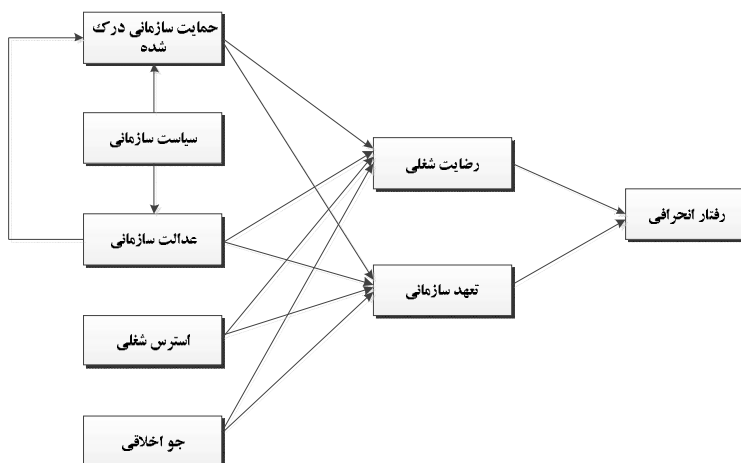 حمایت سازمانی درک
شده
سیاست سازمانی
رضایت شغلی
رفتار انحرافی
عدالت سازمانی
تعهد سازمانی
استرس شغلی
جو اخلاقی